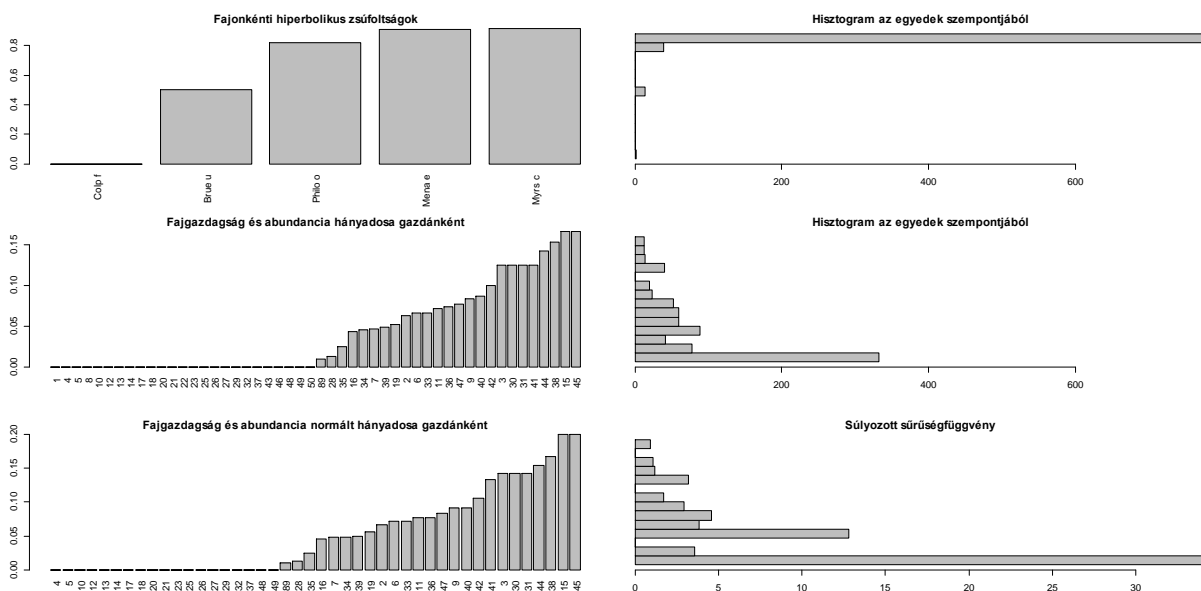 Fajonkénti hiperbolikus zsúfoltságok
0.0 0.2 0.4 0.6 0.8
Colp f Brue u Philo o Mena e Myrs c
Hisztogram az egyedek szempontjából
0 200 400 600
Fajgazdagság és abundancia hányadosa gazdánként
0.00 0.05 0.10 0.15
1 4 5 8 10 12 13 14 17 18 20 21 22 23 25 26 27 29 32 37 43 46 48 49 50 89 28 35 16 34 7 39 19 2 6 33 11 36 47 9 40 42 3 30 31 41 44 38 15 45
Hisztogram az egyedek szempontjából
0 200 400 600
Fajgazdagság és abundancia normált hányadosa gazdánként
0.00 0.05 0.10 0.15 0.20
4 5 10 12 13 14 17 18 20 21 23 25 26 27 29 32 37 48 49 89 28 35 16 7 34 39 19 2 6 33 11 36 47 9 40 42 41 3 30 31 44 38 15 45
Súlyozott sűrűségfüggvény
0 5 10 15 20 25 30